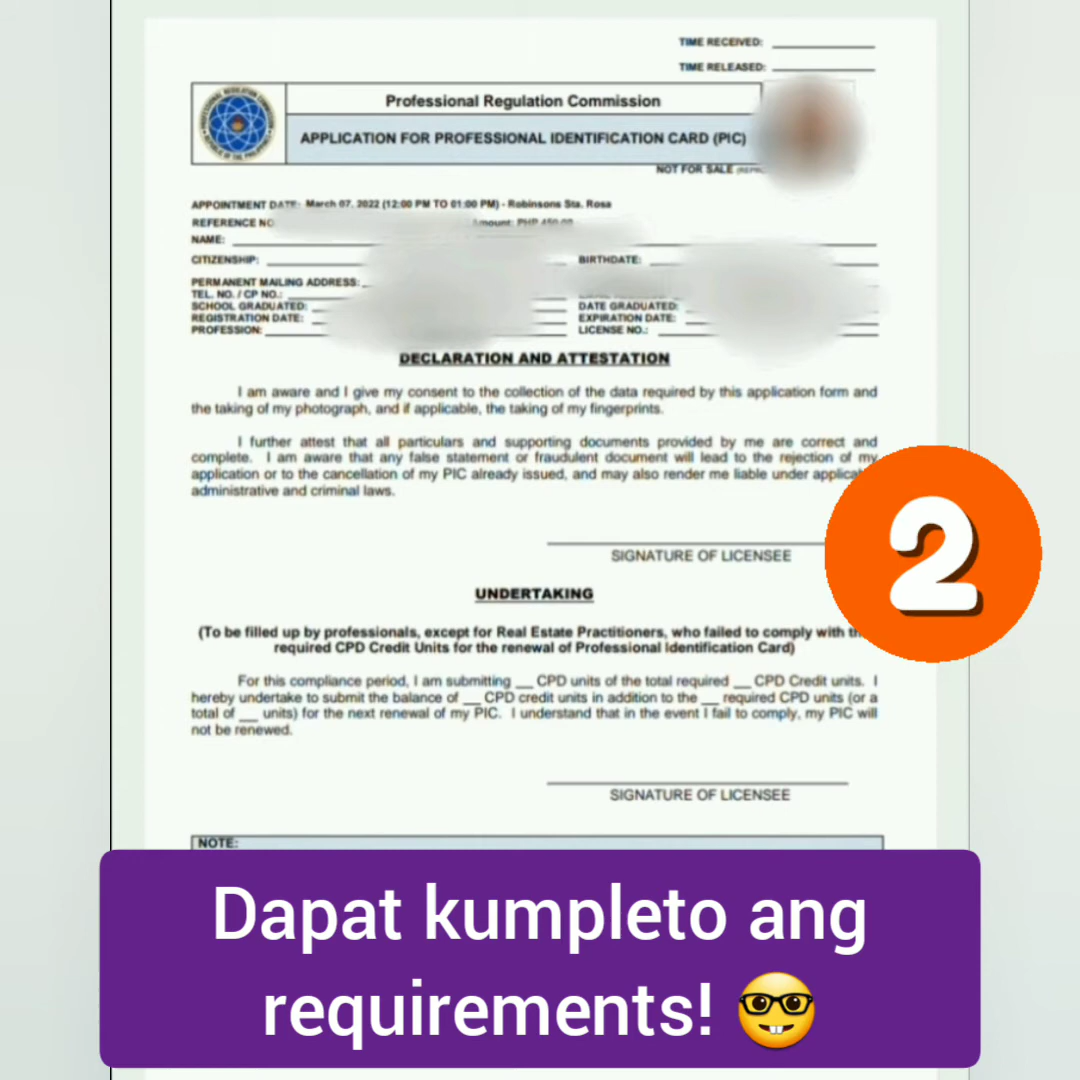 TIME RECEIVED:
TIME RELEASED:
Professional Regulation Commission
APPLICATION FOR PROFESSIONAL IDENTIFICATION CARD (PIC)
NOT FOR SALE
APPOINTMENT DATE: March 07, 2022 (12:00 PM TO 01:00 PM) - Robinsons Sta. Rosa
REFERENCE NO
Amount: PHP 450.00
NAME:
CITIZENSHIP: BIRTHDATE:
PERMANENT MAILING ADDRESS:
TEL. NO. / CP NO.:
SCHOOL GRADUATED: DATE GRADUATED:
REGISTRATION DATE: EXPIRATION DATE:
PROFESSION: LICENSE NO.:
DECLARATION AND ATTESTATION
I am aware and I give my consent to the collection of the data required by this application form and
the taking of my photograph, and if applicable, the taking of my fingerprints.
I further attest that all particulars and supporting documents provided by me are correct and
complete. I am aware that any false statement or fraudulent document will lead to the rejection of my
application or to the cancellation of my PIC already issued, and may also render me liable under
administrative and criminal laws.
SIGNATURE OF LICENSEE
2
UNDERTAKING
(To be filled up by professionals, except for Real Estate Practitioners, who failed to comply with
required CPD Credit Units for the renewal of Professional Identification Card)
For this compliance period, I am submitting __ CPD units of the total required __ CPD Credit units. I
hereby undertake to submit the balance of __ CPD credit units in addition to the __ required CPD units (or a
total of __ units) for the next renewal of my PIC. I understand that in the event I fail to comply, my PIC will
not be renewed.
SIGNATURE OF LICENSEE
NOTE:
Dapat kumpleto ang
requirements! 🤓